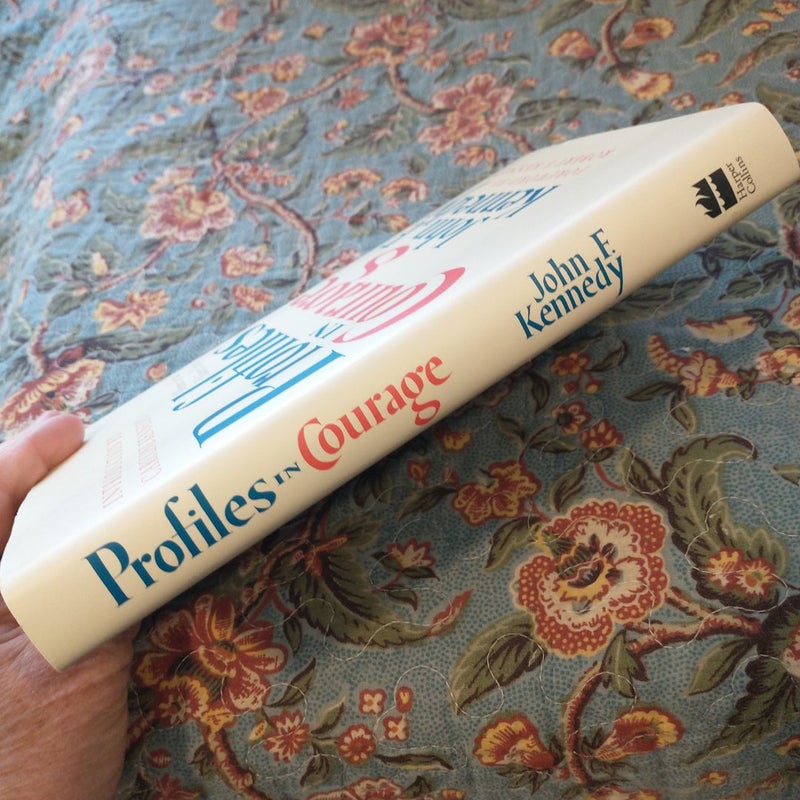 Profiles IN Courage
John F.
Kennedy
Harper
Collins
Profiles
IN
Courage
John F.
Kennedy